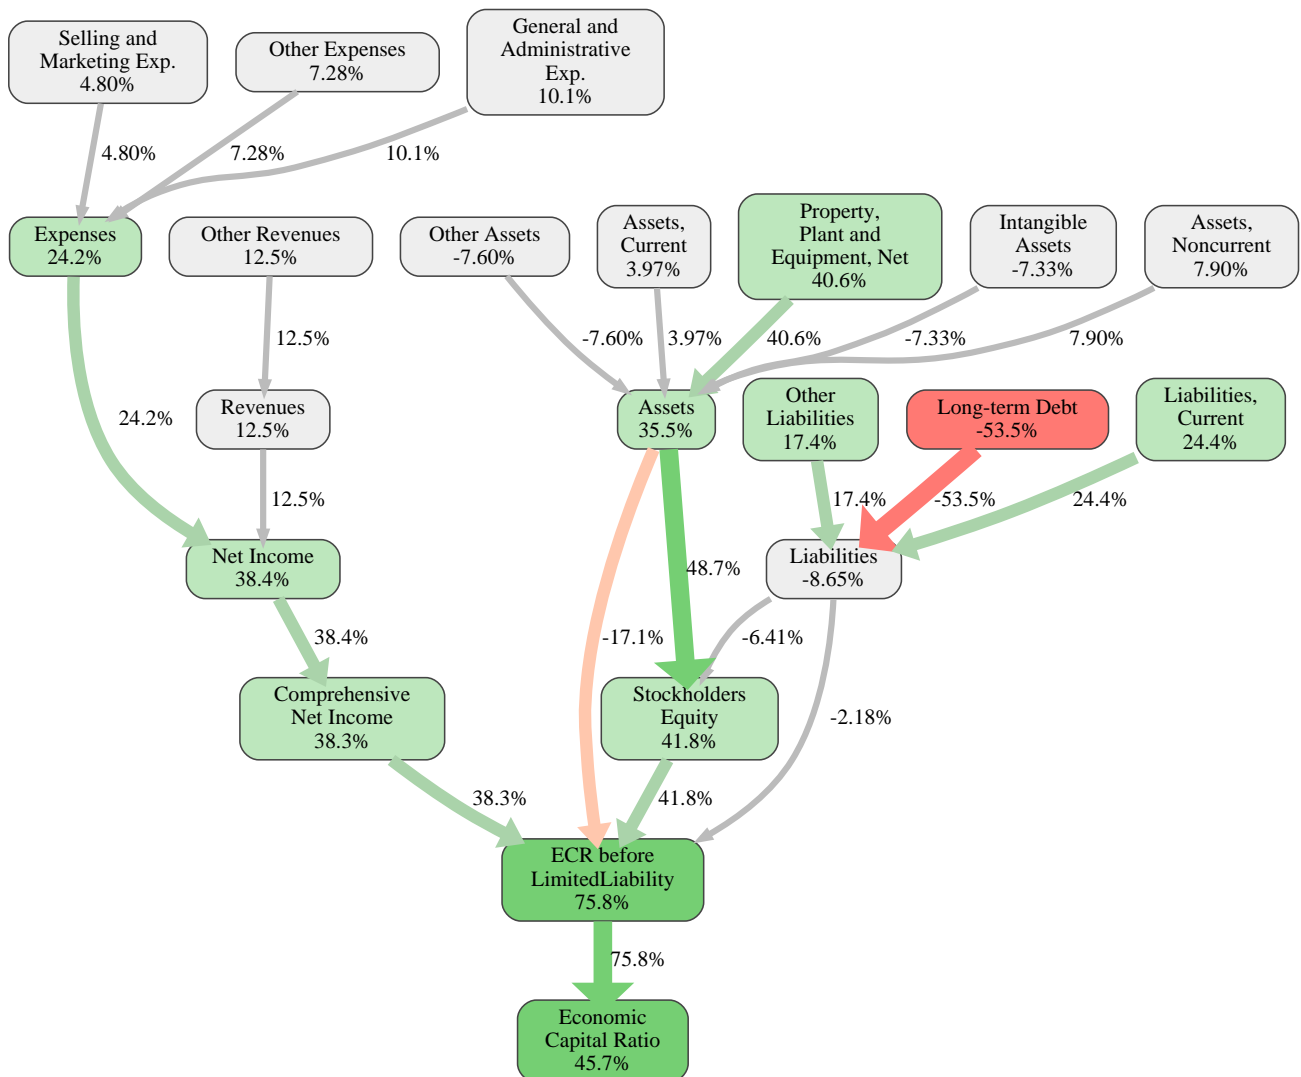 Selling and
Marketing Exp.
4.80%
Other Expenses
7.28%
General and
Administrative
Exp.
10.1%
4.80%
7.28%
10.1%
Expenses
24.2%
Other Revenues
12.5%
Other Assets
-7.60%
Assets,
Current
3.97%
Property,
Plant and
Equipment, Net
40.6%
Intangible
Assets
-7.33%
Assets,
Noncurrent
7.90%
12.5%
-7.60%
3.97%
40.6%
-7.33%
7.90%
24.2%
Revenues
12.5%
Assets
35.5%
Other
Liabilities
17.4%
Long-term Debt
-53.5%
Liabilities,
Current
24.4%
12.5%
17.4%
-53.5%
24.4%
Net Income
38.4%
48.7%
Liabilities
-8.65%
38.4%
-17.1%
-6.41%
Comprehensive
Net Income
38.3%
Stockholders
Equity
41.8%
-2.18%
38.3%
41.8%
ECR before
LimitedLiability
75.8%
75.8%
Economic
Capital Ratio
45.7%